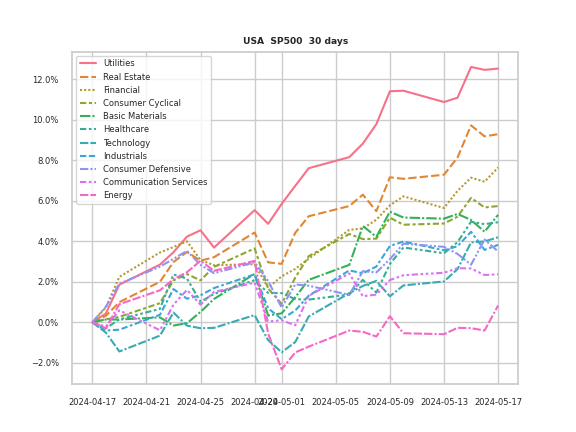 USA SP500 30 days
Utilities
Real Estate
Financial
Consumer Cyclical
Basic Materials
Healthcare
Technology
Industrials
Consumer Defensive
Communication Services
Energy
12.0%
10.0%
8.0%
6.0%
4.0%
2.0%
0.0%
−2.0%
2024-04-17 2024-04-21 2024-04-25 2024-04-29 2024-05-01 2024-05-05 2024-05-09 2024-05-13 2024-05-17